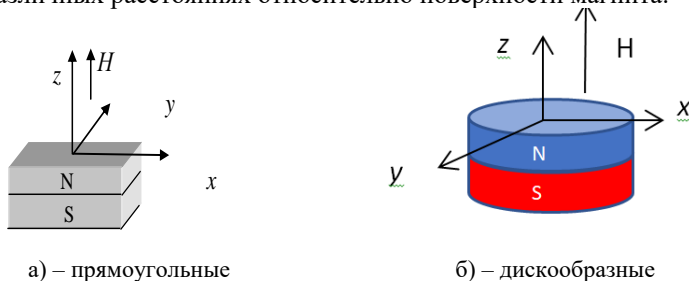 различных расстояниях относительно поверхности магнита.
z H y x N S
z H x y N S
а) – прямоугольные б) – дискообразные